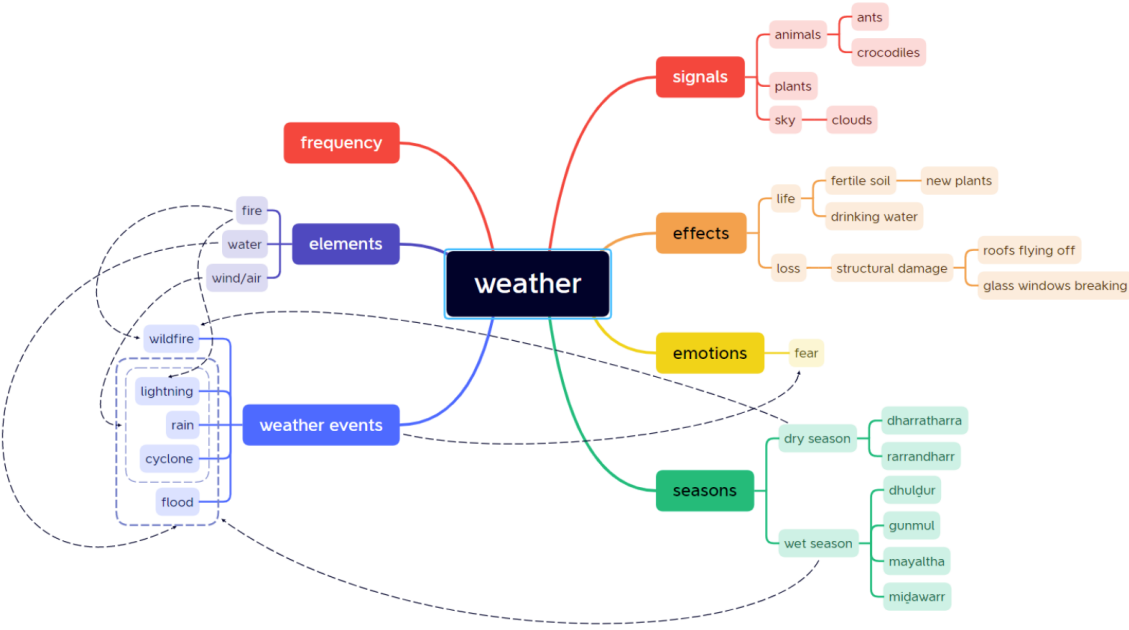 weather
signals
animals
ants
crocodiles
plants
sky
clouds
effects
life
fertile soil
new plants
drinking water
loss
structural damage
roofs flying off
glass windows breaking
emotions
fear
seasons
dry season
dharratharra
rarrandharr
wet season
dhulḏur
gunmul
mayaltha
miḏawarr
frequency
elements
fire
water
wind/air
weather events
wildfire
lightning
rain
cyclone
flood